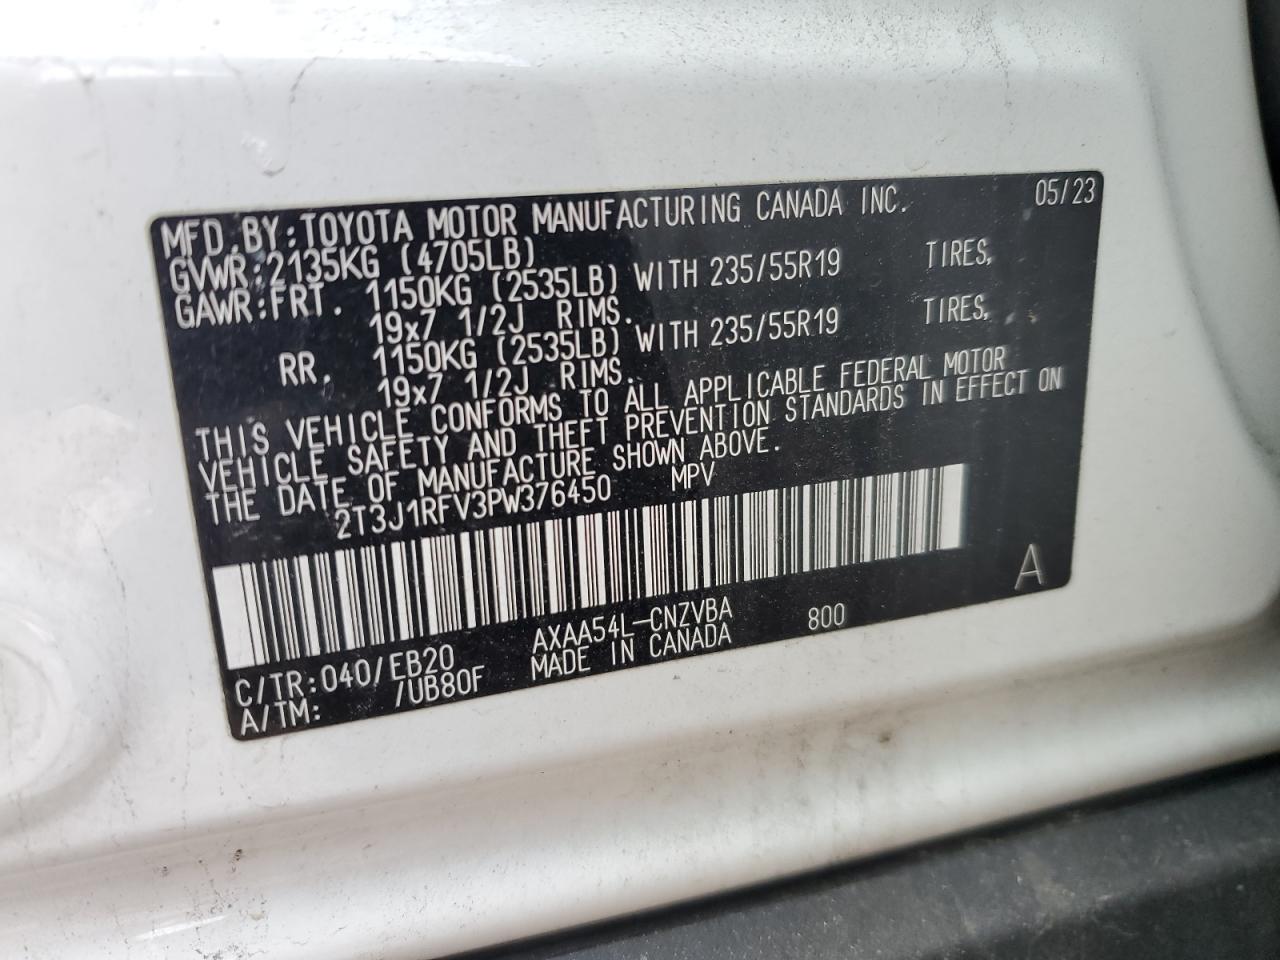 MFD.BY:TOYOTA MOTOR MANUFACTURING CANADA INC. 05/23
GVWR:2135KG (4705LB)
GAWR:FRT. 1150KG (2535LB) WITH 235/55R19 TIRES,
19x7 1/2J RIMS.
RR. 1150KG (2535LB) WITH 235/55R19 TIRES,
19x7 1/2J RIMS.
THIS VEHICLE CONFORMS TO ALL APPLICABLE FEDERAL MOTOR
VEHICLE SAFETY AND THEFT PREVENTION STANDARDS IN EFFECT ON
THE DATE OF MANUFACTURE SHOWN ABOVE.
2T3J1RFV3PW376450 MPV
A
C/TR:040/EB20 AXAA54L-CNZVBA 800
A/TM: /UB80F MADE IN CANADA